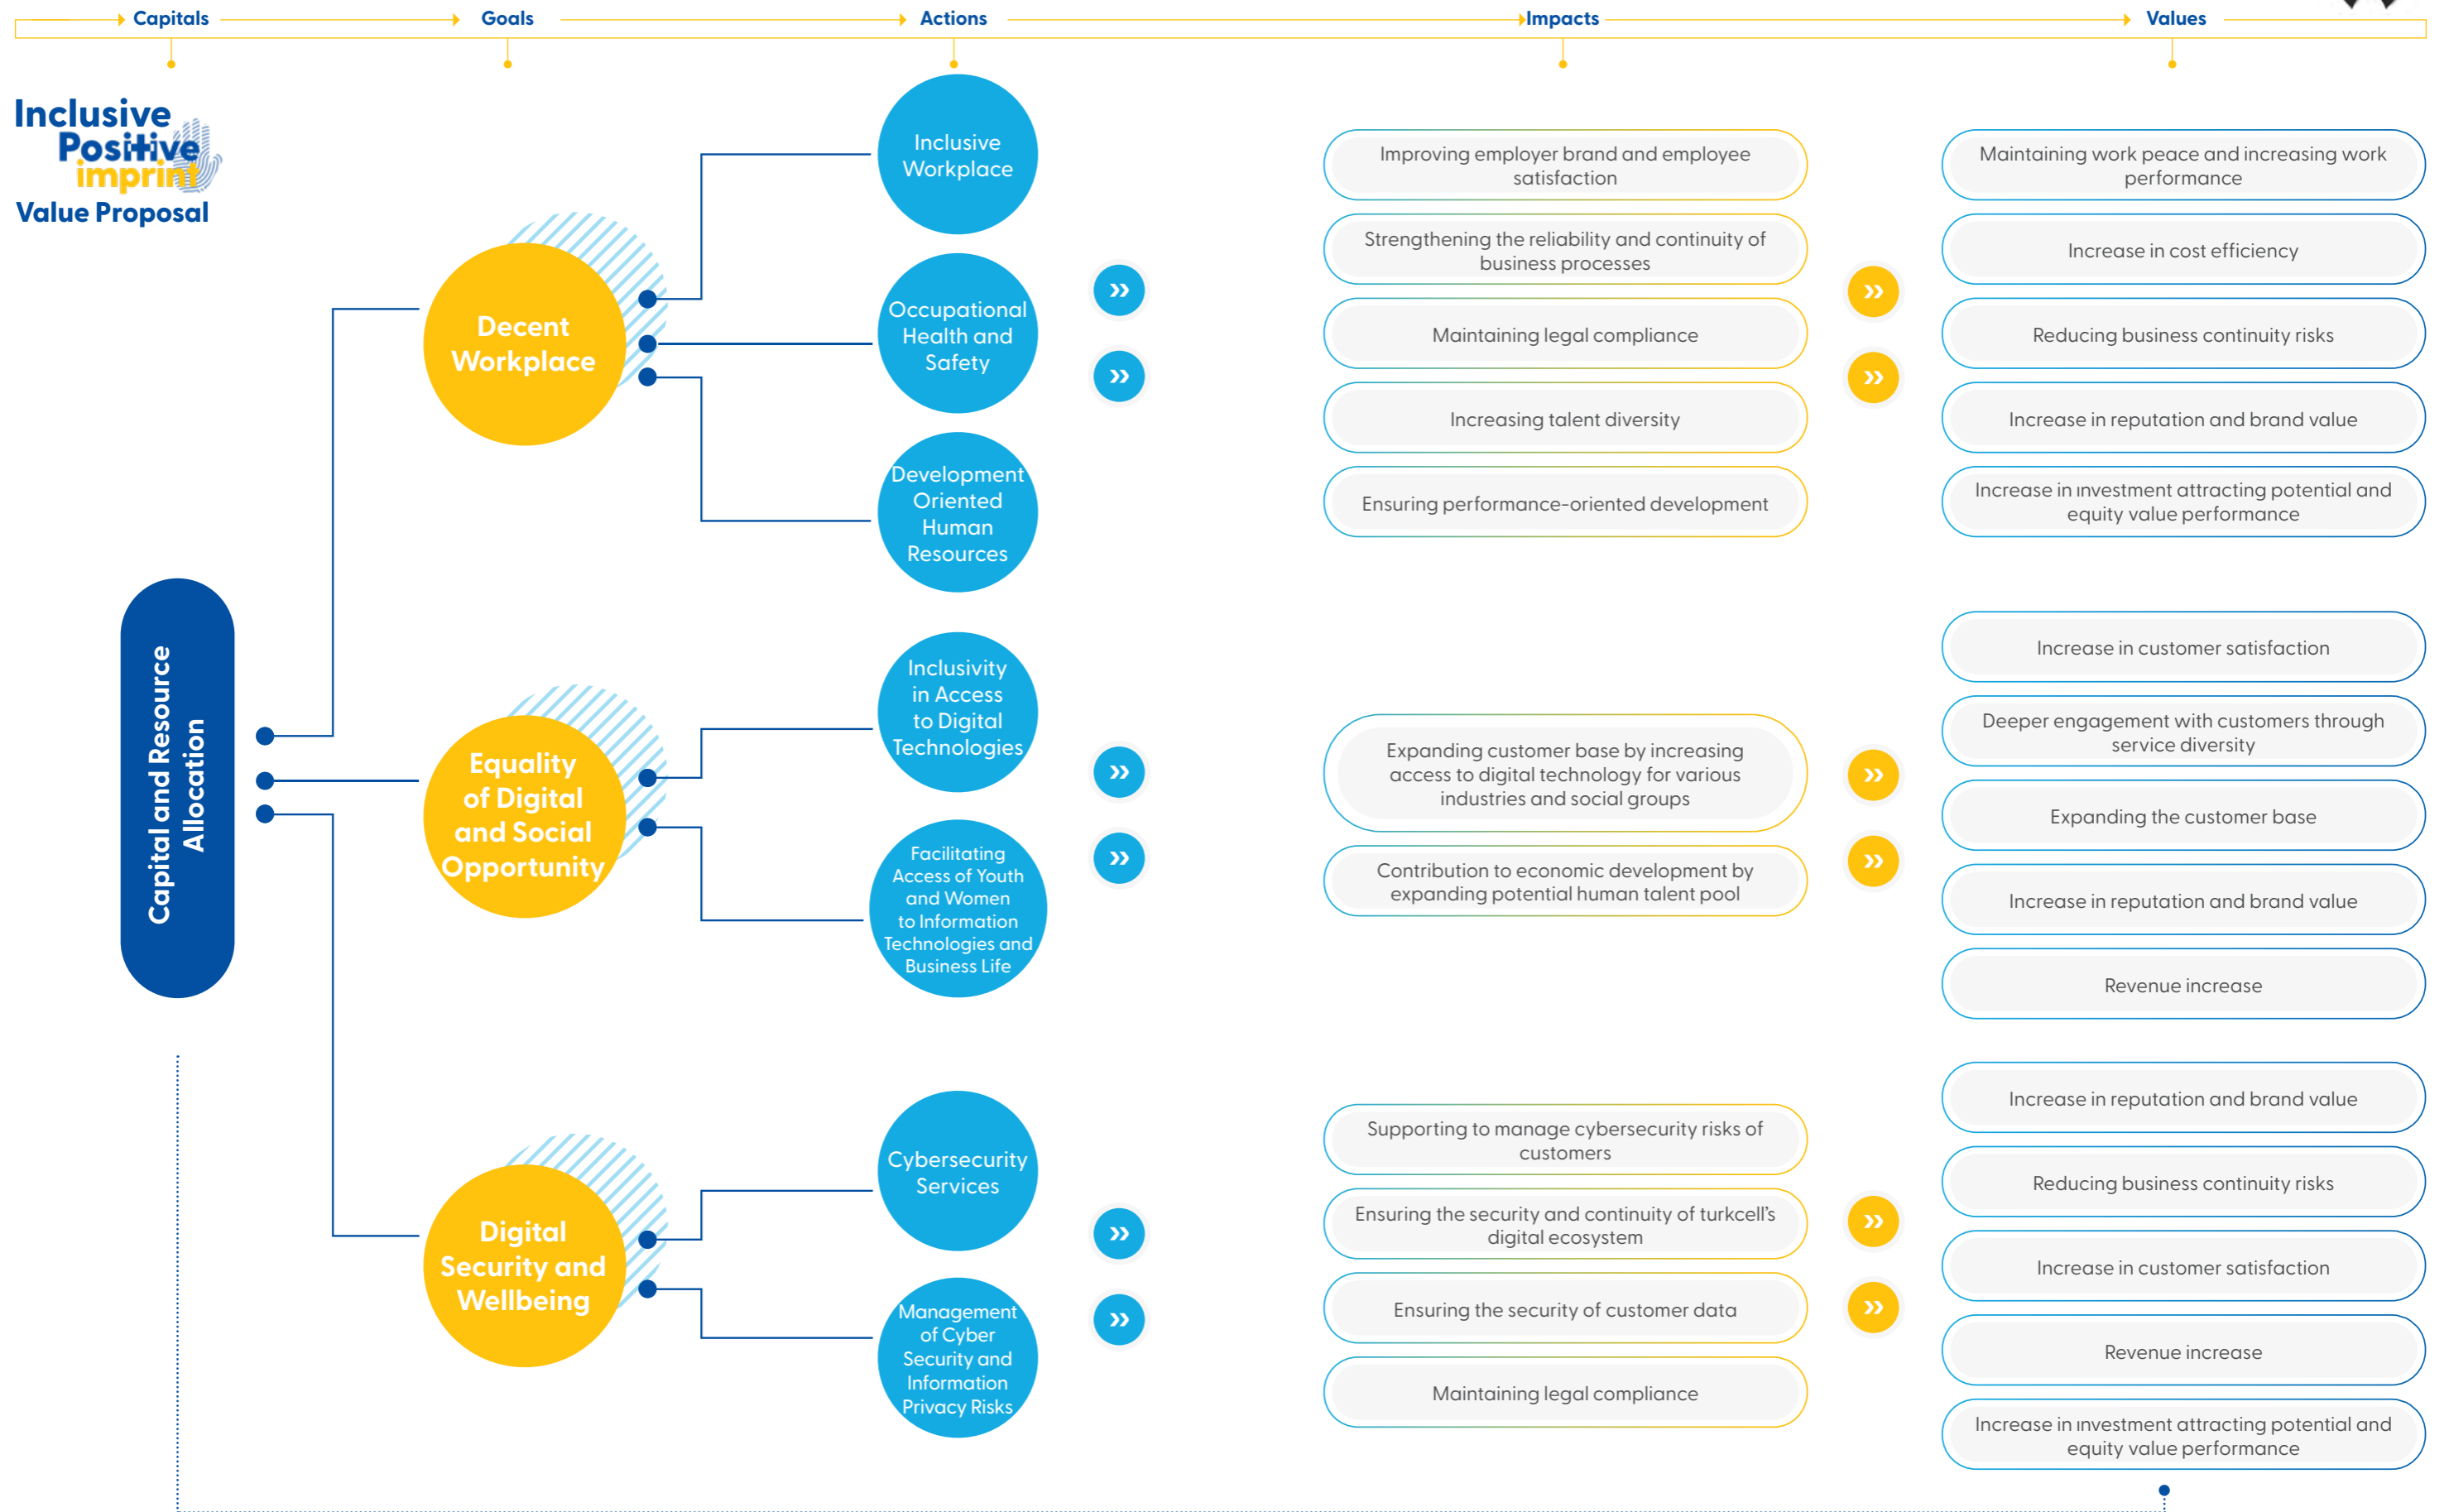 Capitals
Goals
Actions
Impacts
Values
Inclusive
Positive
imprint
Value Proposal
Capital and Resource
Allocation
Decent
Workplace
Inclusive
Workplace
Occupational
Health and
Safety
Development
Oriented
Human
Resources
Improving employer brand and employee
satisfaction
Strengthening the reliability and continuity of
business processes
Maintaining legal compliance
Increasing talent diversity
Ensuring performance-oriented development
Maintaining work peace and increasing work
performance
Increase in cost efficiency
Reducing business continuity risks
Increase in reputation and brand value
Increase in ınvestment attracting potential and
equity value performance
Equality
of Digital
and Social
Opportunity
Inclusivity
in Access
to Digital
Technologies
Facilitating
Access of Youth
and Women
to Information
Technologies and
Business Life
Expanding customer base by increasing
access to digital technology for various
industries and social groups
Contribution to economic development by
expanding potential human talent pool
Increase in customer satisfaction
Deeper engagement with customers through
service diversity
Expanding the customer base
Increase in reputation and brand value
Revenue increase
Digital
Security and
Wellbeing
Cybersecurity
Services
Management
of Cyber
Security and
Information
Privacy Risks
Supporting to manage cybersecurity risks of
customers
Ensuring the security and continuity of turkcell's
digital ecosystem
Ensuring the security of customer data
Maintaining legal compliance
Increase in reputation and brand value
Reducing business continuity risks
Increase in customer satisfaction
Revenue increase
Increase in ınvestment attracting potential and
equity value performance